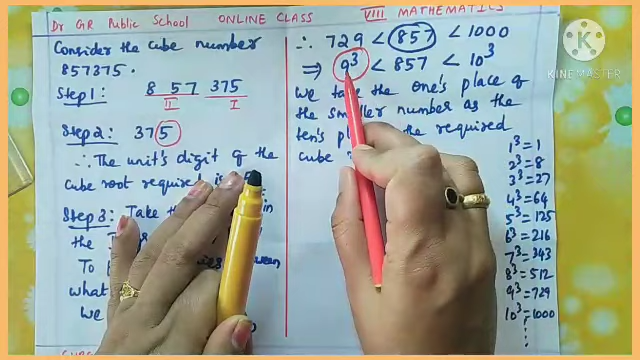 Dr GR Public School ONLINE CLASS
VIII MATHEMATICS
Consider the Cube number
857375.
Step 1: 8 57 375
II I
Step 2: 375
∴ The unit's digit of the
Cube root required is 5
Step 3: Take the in
the
To
what
We
∴ 729 < 857 < 1000
⇒ 9³ < 857 < 10³
We take the one's place of
the smaller number as the
ten's the required
cube
1³ = 1
2³ = 8
3³ = 27
4³ = 64
5³ = 125
6³ = 216
7³ = 343
8³ = 512
9³ = 729
10³ = 1000
KINEMASTER